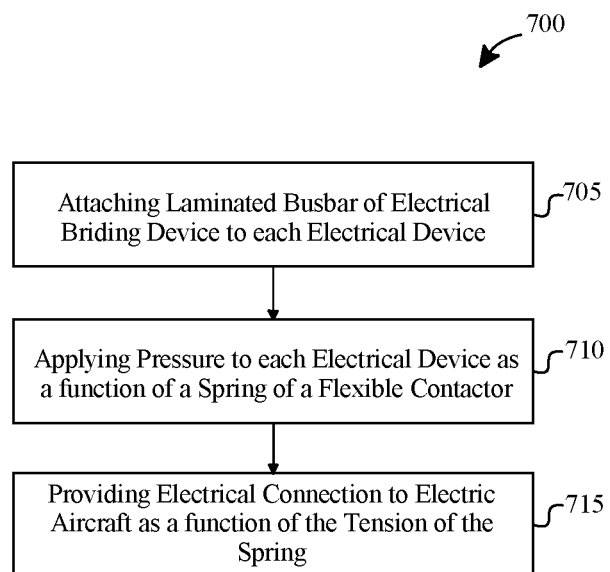 700
Attaching Laminated Busbar of Electrical
Briding Device to each Electrical Device
705
Applying Pressure to each Electrical Device as
a function of a Spring of a Flexible Contactor
710
Providing Electrical Connection to Electric
Aircraft as a function of the Tension of the
Spring
715